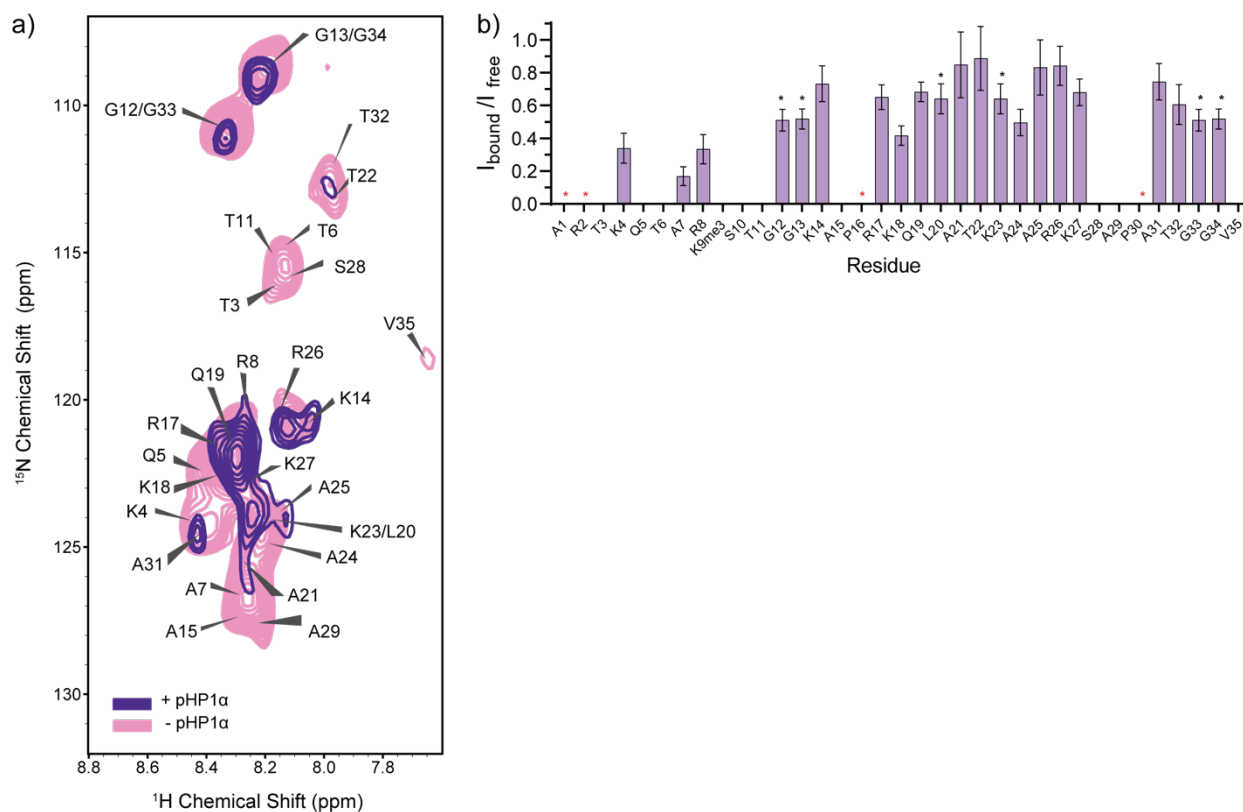 a)
G13/G34
G12/G33
T32
T22
T11
T6
S28
T3
V35
R8
R26
Q19
K14
R17
Q5
K27
K18
A25
K4
K23/L20
A31
A24
A7
A21
A15
A29
+ pHP1α
- pHP1α
110
115
120
125
130
¹⁵N Chemical Shift (ppm)
8.8 8.6 8.4 8.2 8.0 7.8
¹H Chemical Shift (ppm)
b)
1.0
0.8
0.6
0.4
0.2
0.0
I bound /I free
* * * * * * * * * *
A1 R2 T3 K4 Q5 T6 A7 R8 K9me3 S10 T11 G12 G13 K14 A15 P16 R17 K18 Q19 L20 A21 T22 K23 A24 A25 R26 K27 S28 A29 P30 A31 T32 G33 G34 V35
Residue